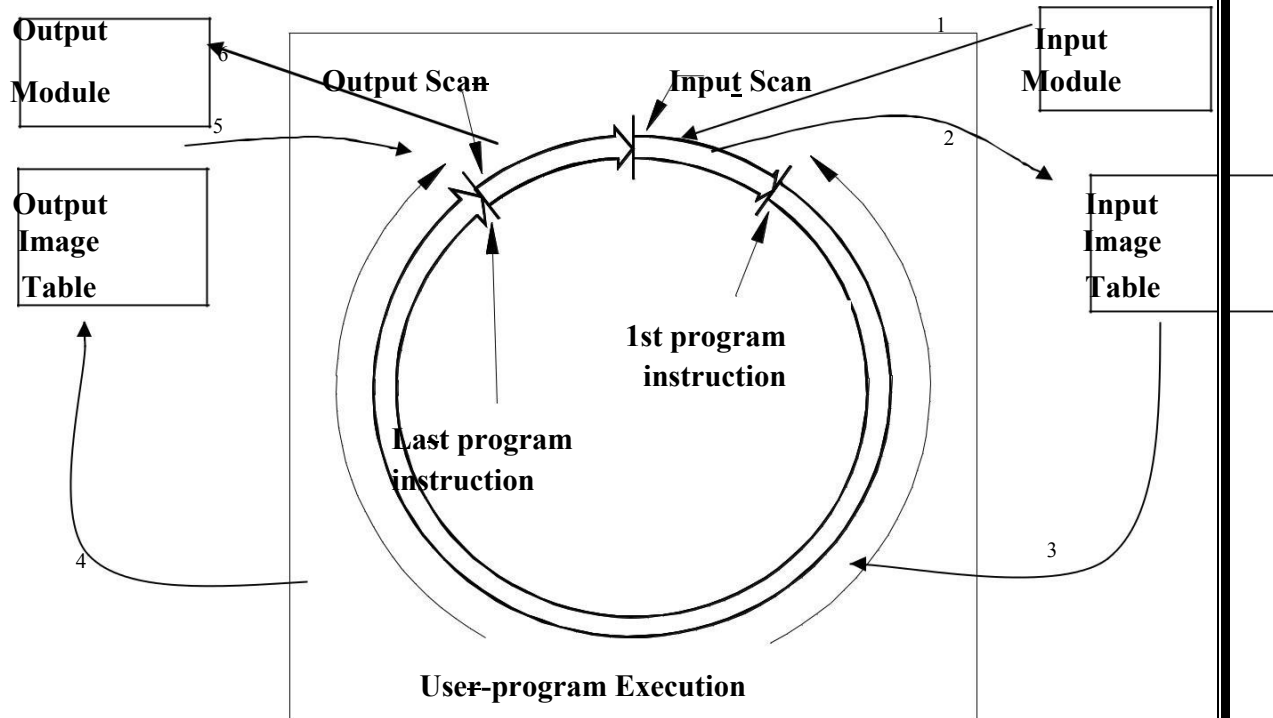 Output
Module
6
Output Scan
1
Input Scan
Input
Module
5
2
Output
Image
Table
Input
Image
Table
1st program
instruction
Last program
instruction
4
3
User-program Execution